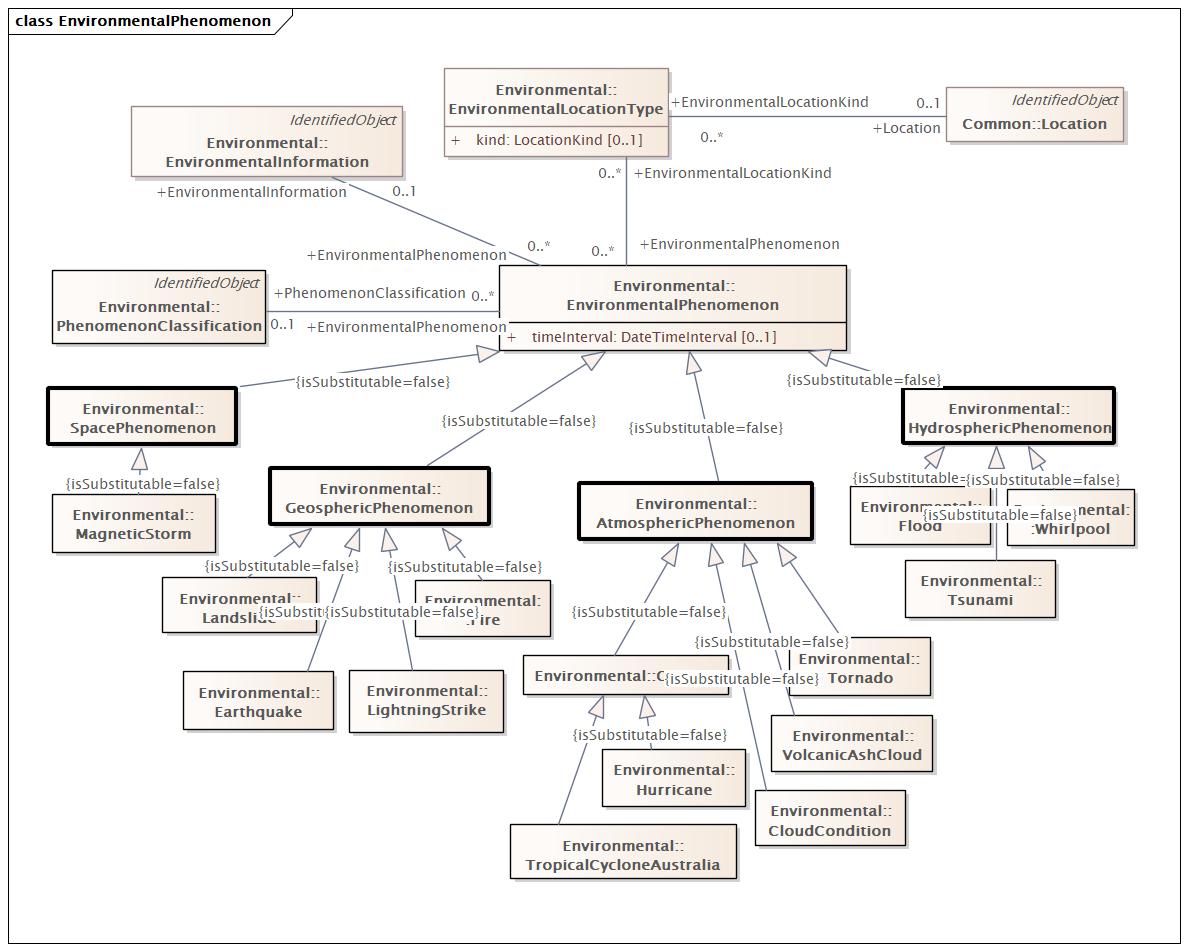 class EnvironmentalPhenomenon
Environmental::
EnvironmentalLocationType
+ kind: LocationKind [0..1]
+EnvironmentalLocationKind
0..*
0..1
+Location
IdentifiedObject
Common::Location
IdentifiedObject
Environmental::
EnvironmentalInformation
+EnvironmentalInformation
0..1
0..*
+EnvironmentalLocationKind
0..*
+EnvironmentalPhenomenon
0..*
+EnvironmentalPhenomenon
Environmental::
EnvironmentalPhenomenon
+ timeInterval: DateTimeInterval [0..1]
IdentifiedObject
Environmental::
PhenomenonClassification
+PhenomenonClassification
0..*
0..1
+EnvironmentalPhenomenon
{isSubstitutable=false}
{isSubstitutable=false}
{isSubstitutable=false}
{isSubstitutable=false}
Environmental::
SpacePhenomenon
{isSubstitutable=false}
Environmental::
MagneticStorm
Environmental::
GeosphericPhenomenon
{isSubstitutable=false}
{isSubstitutable=false}
Environmental::
Landslide
{isSubstit
{isSubstitutable=false}
Environmental:
:Fire
Environmental::
Earthquake
Environmental::
LightningStrike
Environmental::
AtmosphericPhenomenon
{isSubstitutable=false}
{isSubstitutable=false}
{isSubstitutable=false}
Environmental::
Environmental::
Tornado
{isSubstitutable=false}
Environmental::
Hurricane
Environmental::
TropicalCycloneAustralia
Environmental::
VolcanicAshCloud
Environmental::
CloudCondition
Environmental::
HydrosphericPhenomenon
{isSubstitutable=
{isSubstitutable=false}
{isSubstitutable=false}
Environmental::
Flood
mental:
:Whirlpool
Environmental::
Tsunami